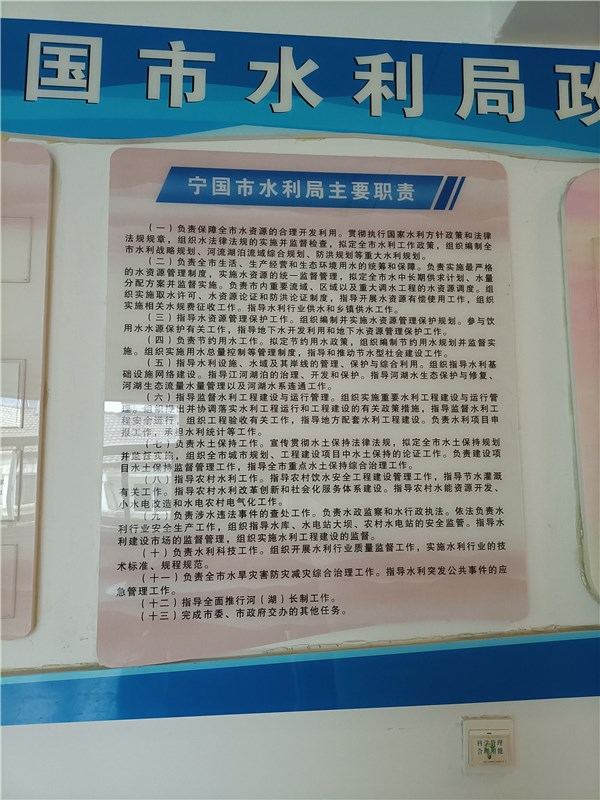 国市水利局政
宁国市水利局主要职责
（一）负责保障全市水资源的合理开发利用。贯彻执行国家水利方针政策和法律
法规规章，组织水法律法规的实施并监督检查，拟定全市水利工作政策，组织编制全
市水利战略规划、河流湖泊流域综合规划、防洪规划等重大水利规划。
（二）负责全市生活、生产经营和生态环境用水的统筹和保障。负责实施最严格
的水资源管理制度，实施水资源的统一监督管理，拟定全市水中长期供求计划、水量
分配方案并监督实施。负责市内重要流域、区域以及重大调水工程的水资源调度。组
织实施取水许可、水资源论证和防洪论证制度，指导开展水资源有偿使用工作，组织
实施相关水规费征收工作。指导水利行业供水和乡镇供水工作。
（三）指导水资源管理保护工作。组织编制并实施水资源管理保护规划。参与饮
用水水源保护有关工作，指导地下水开发利用和地下水资源管理保护工作。
（四）负责节约用水工作。拟定节约用水政策，组织编制节约用水规划并监督实
施。组织实施用水总量控制等管理制度，指导和推动节水型社会建设工作。
（五）指导水利设施、水域及其岸线的管理、保护与综合利用。组织指导水利基
础设施网络建设。指导江河湖泊的治理、开发和保护。指导河湖水生态保护与修复、
河湖生态流量水量管理以及河湖水系连通工作。
（六）指导监督水利工程建设与运行管理。组织实施重要水利工程建设与运行管
理。组织提出并协调落实水利工程运行和工程建设的有关政策措施，指导监督水利工
程安全运行，组织工程验收有关工作，指导地方配套水利工程建设。负责水利项目申
报工作，承担水利统计等工作。
（七）负责水土保持工作。宣传贯彻水土保持法律法规，拟定全市水土保持规划
并监督实施，组织全市城市规划、工程建设项目中水土保持的论证工作。负责建设项
目水土保持监督管理工作，指导全市重点水土保持综合治理工作。
（八）指导农村水利工作。指导农村饮水安全工程建设管理工作，指导节水灌溉
有关工作。指导农村水利改革创新和社会化服务体系建设。指导农村水能资源开发、
小水电改造和水电农村电气化工作。
（九）负责涉水违法事件的查处工作。负责水政监察和水行政执法。依法负责水
利行业安全生产工作，组织指导水库、水电站大坝、农村水电站的安全监管。指导水
利建设市场的监督管理，组织实施水利工程建设的监督。
（十）负责水利科技工作。组织开展水利行业质量监督工作，实施水利行业的技
术标准、规程规范。
（十一）负责全市水旱灾害防灾减灾综合治理工作。指导水利突发公共事件的应
急管理工作。
（十二）指导全面推行河（湖）长制工作。
（十三）完成市委、市政府交办的其他任务。
科学管理